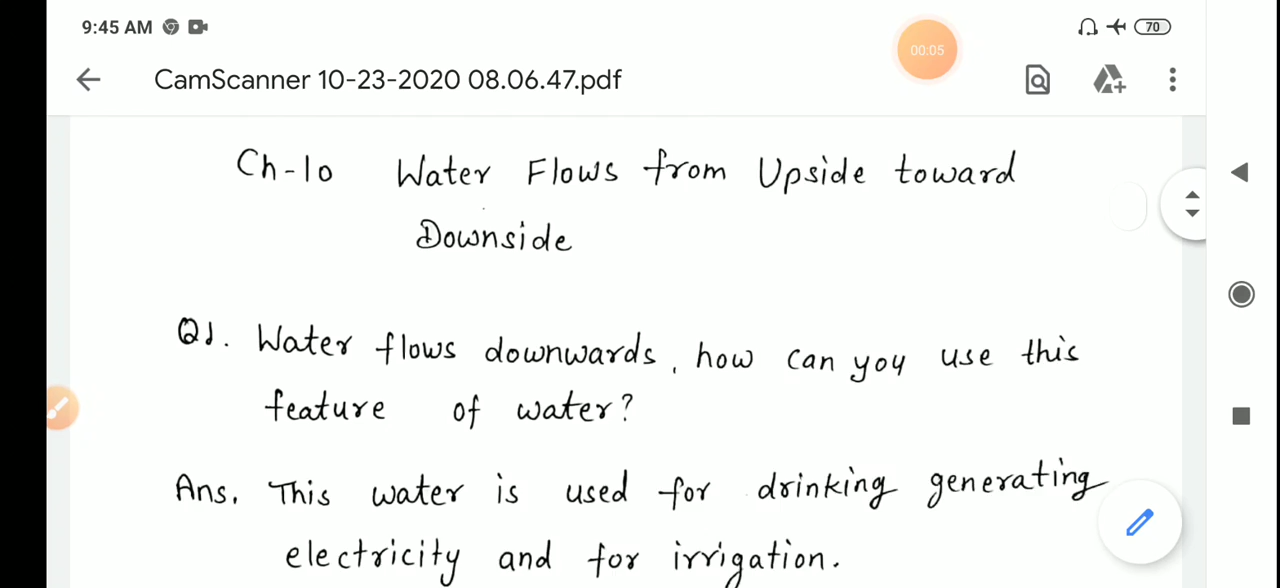 9:45 AM
70
00:05
CamScanner 10-23-2020 08.06.47.pdf
Ch-10 Water Flows from Upside toward
Downside
Q1. Water flows downwards, how can you use this
feature of water?
Ans. This water is used for drinking generating
electricity and for irrigation.